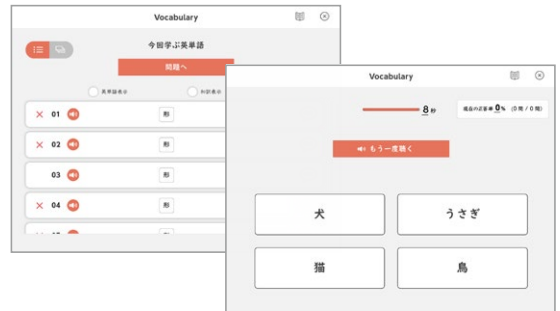 Vocabulary
今回学ぶ英単語
問題へ
英単語表示
和訳表示
01 形
02 形
03 形
04 形
Vocabulary
8秒
現在の正答率 0% (0問 / 0問)
もう一度聴く
犬
うさぎ
猫
鳥